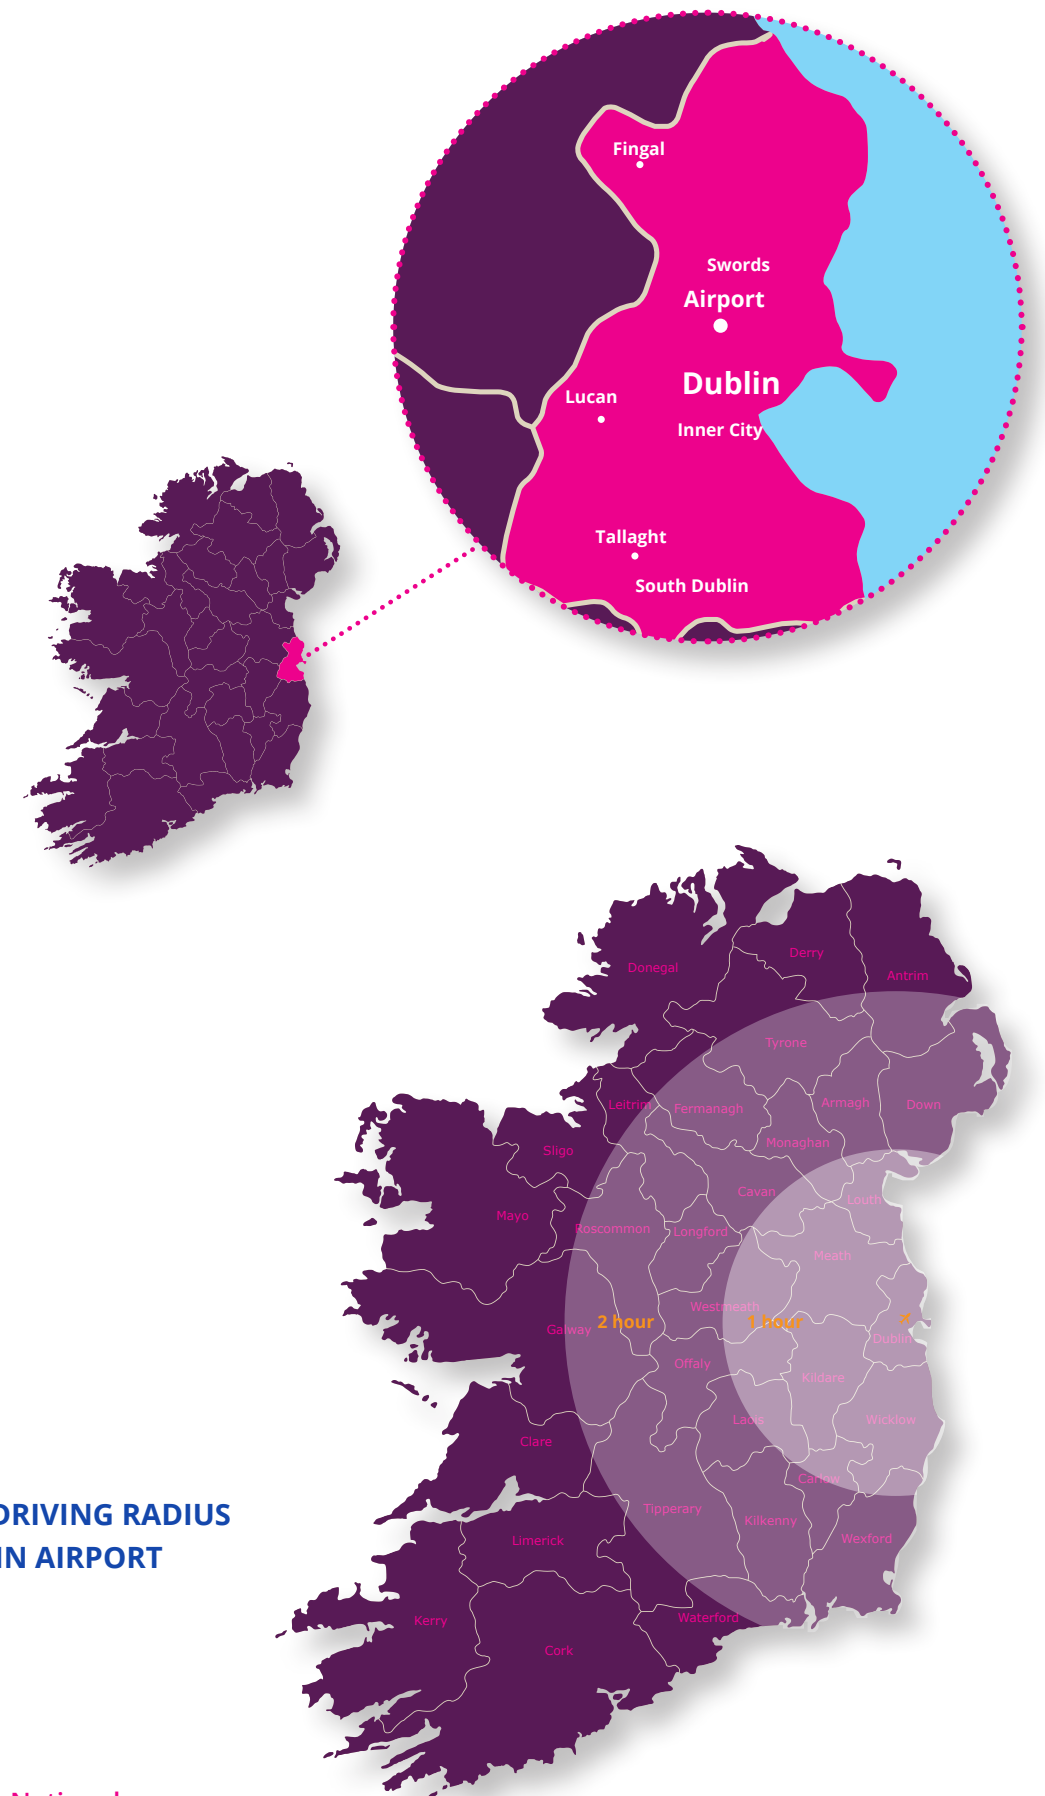 Fingal
Swords
Airport
Dublin
Lucan
Inner City
Tallaght
South Dublin
Derry
Donegal
Antrim
Tyrone
Leitrim
Fermanagh
Armagh
Down
Monaghan
Sligo
Cavan
Louth
Mayo
Roscommon
Longford
Meath
Westmeath
2 hour
1 hour
×
Galway
Dublin
Offaly
Kildare
Laois
Wicklow
Clare
Carlow
DRIVING RADIUS
Tipperary
Kilkenny
Limerick
Wexford
IN AIRPORT
Waterford
Kerry
Cork